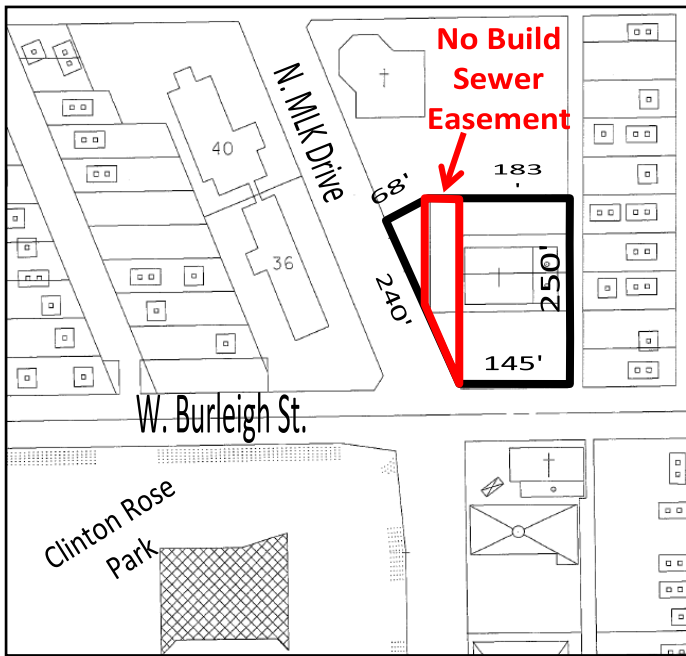 No Build
Sewer
Easement
N. MLK Drive
40
36
68'
183
'
240'
250'
145'
W. Burleigh St.
Clinton Rose
Park